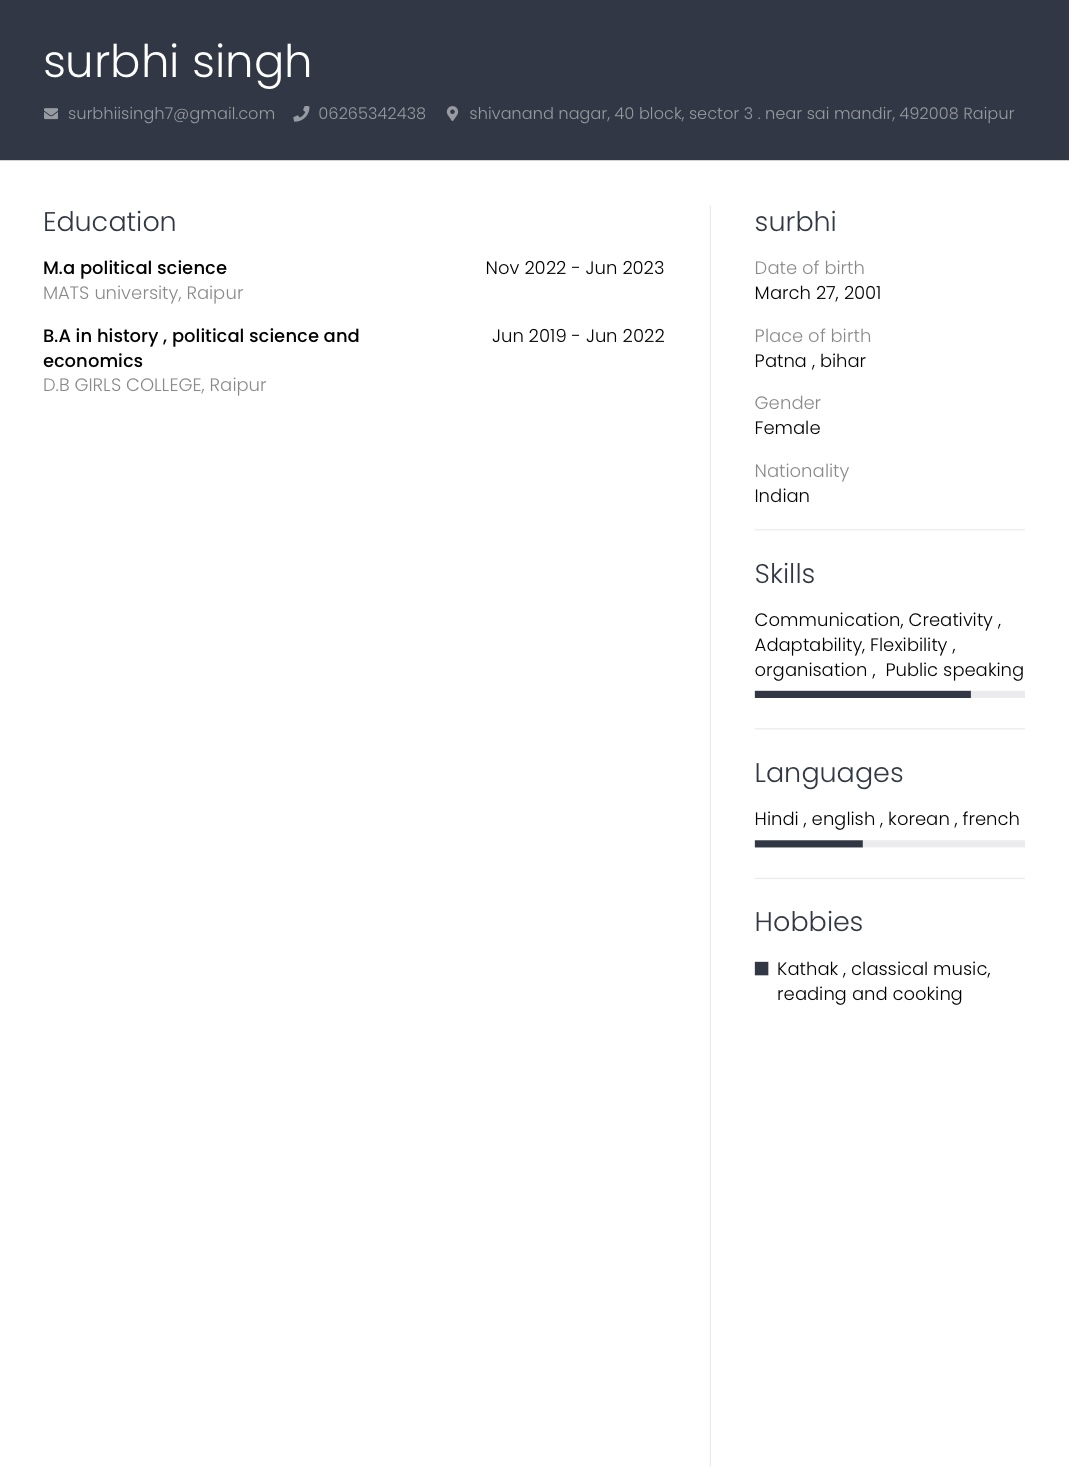 surbhi singh
surbhiisingh7@gmail.com 06265342438 shivanand nagar, 40 block, sector 3 . near sai mandir, 492008 Raipur
Education
M.a political science Nov 2022 - Jun 2023
MATS university, Raipur
B.A in history , political science and Jun 2019 - Jun 2022
economics
D.B GIRLS COLLEGE, Raipur
surbhi
Date of birth
March 27, 2001
Place of birth
Patna , bihar
Gender
Female
Nationality
Indian
Skills
Communication, Creativity ,
Adaptability, Flexibility ,
organisation ,  Public speaking
Languages
Hindi , english , korean , french
Hobbies
Kathak , classical music,
reading and cooking